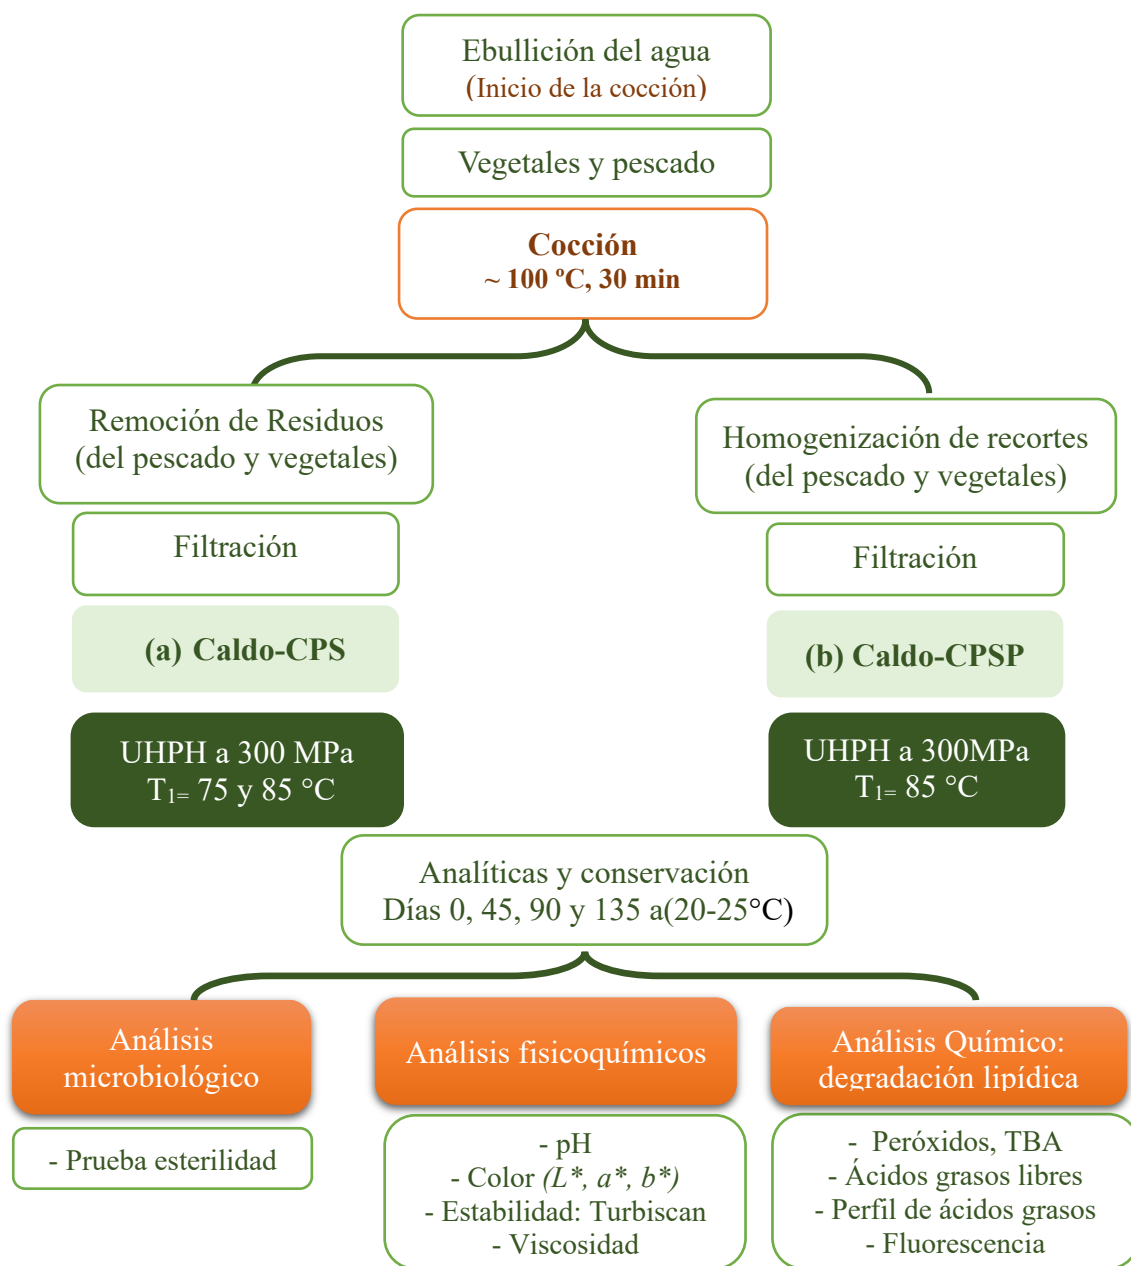 Ebullición del agua
(Inicio de la cocción)
Vegetales y pescado
Cocción
~ 100 ºC, 30 min
Remoción de Residuos
(del pescado y vegetales)
Filtración
(a) Caldo-CPS
UHPH a 300 MPa
T1= 75 y 85 °C
Homogenización de recortes
(del pescado y vegetales)
Filtración
(b) Caldo-CPSP
UHPH a 300MPa
T1= 85 °C
Analíticas y conservación
Días 0, 45, 90 y 135 a(20-25°C)
Análisis
microbiológico
- Prueba esterilidad
Análisis fisicoquímicos
- pH
- Color (L*, a*, b*)
- Estabilidad: Turbiscan
- Viscosidad
Análisis Químico:
degradación lipídica
- Peróxidos, TBA
- Ácidos grasos libres
- Perfil de ácidos grasos
- Fluorescencia